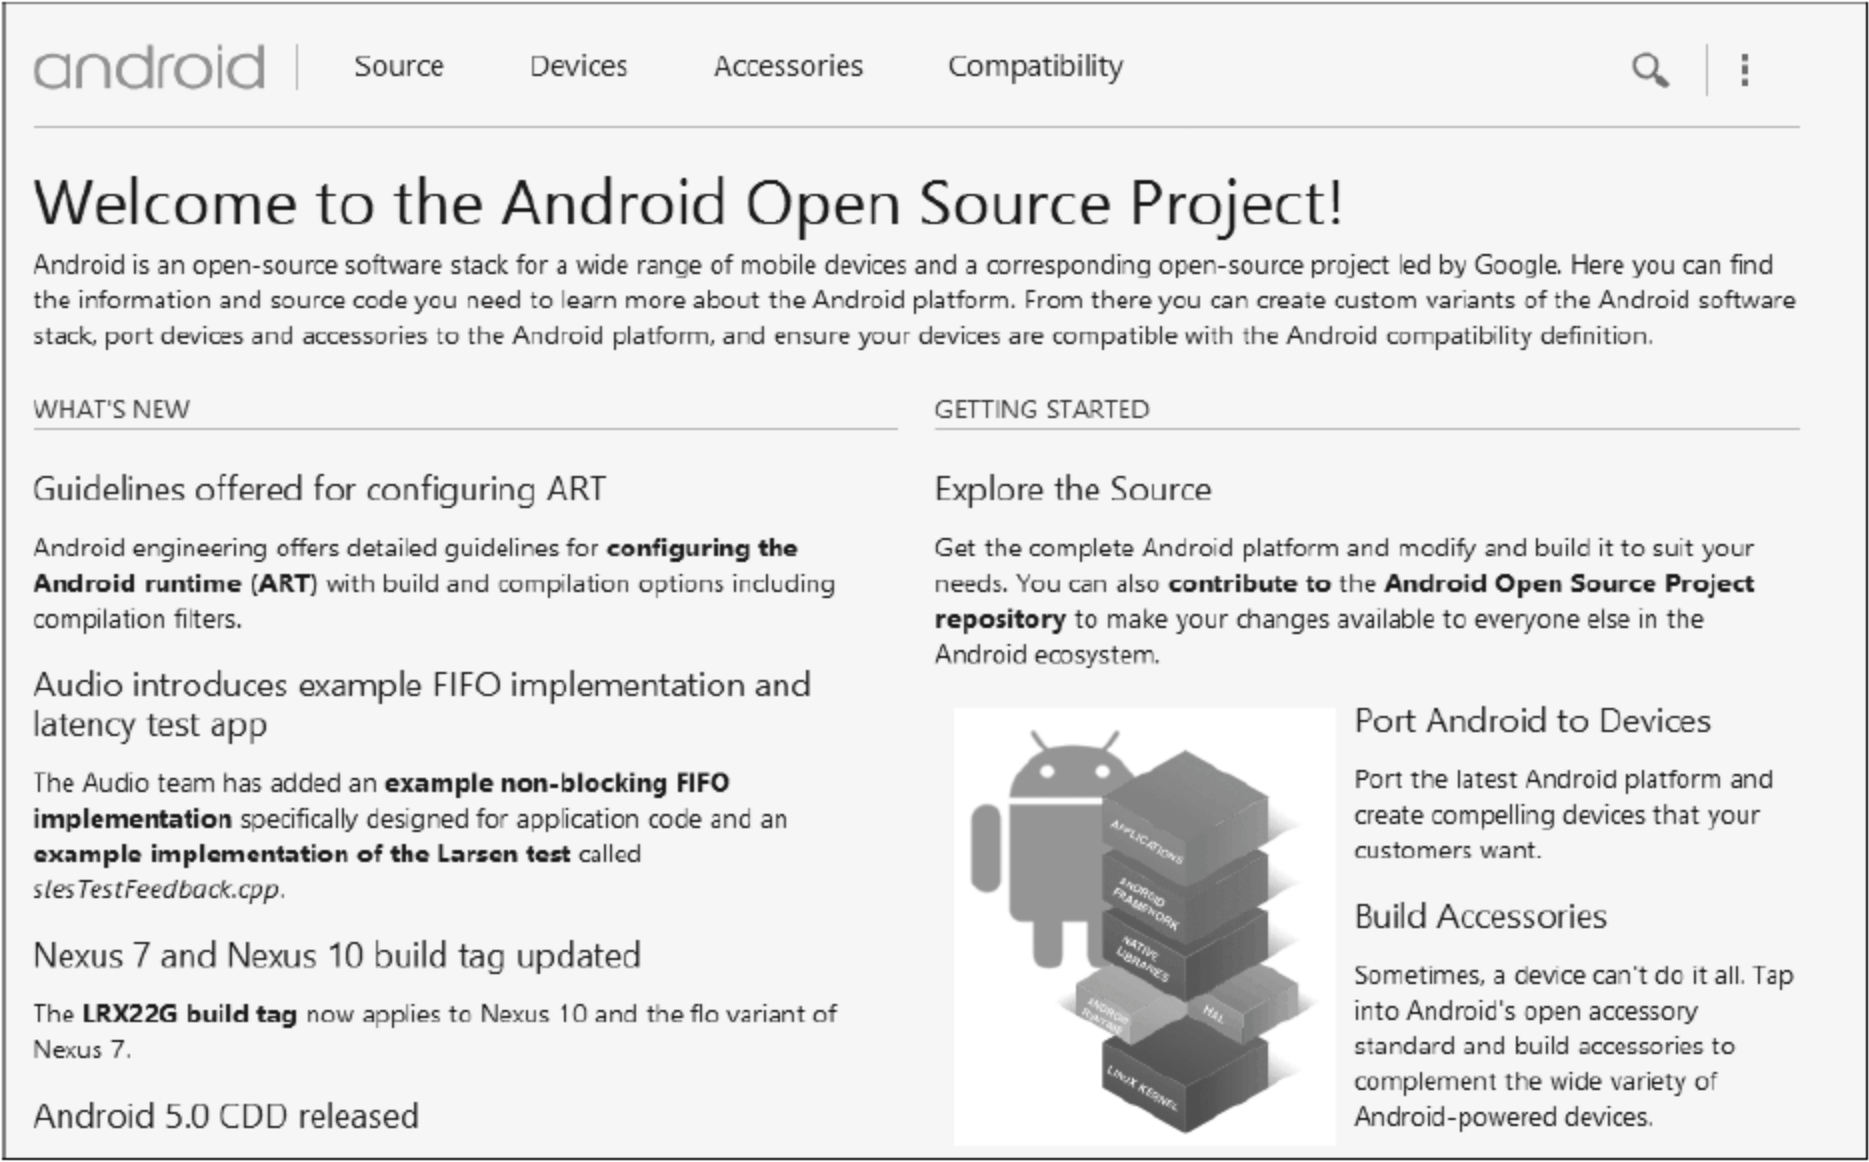 android
Source
Devices
Accessories
Compatibility
Welcome to the Android Open Source Project!
Android is an open-source software stack for a wide range of mobile devices and a corresponding open-source project led by Google. Here you can find
the information and source code you need to learn more about the Android platform. From there you can create custom variants of the Android software
stack, port devices and accessories to the Android platform, and ensure your devices are compatible with the Android compatibility definition.
WHAT'S NEW
Guidelines offered for configuring ART
Android engineering offers detailed guidelines for configuring the
Android runtime (ART) with build and compilation options including
compilation filters.
Audio introduces example FIFO implementation and
latency test app
The Audio team has added an example non-blocking FIFO
implementation specifically designed for application code and an
example implementation of the Larsen test called
slesTestFeedback.cpp.
Nexus 7 and Nexus 10 build tag updated
The LRX22G build tag now applies to Nexus 10 and the flo variant of
Nexus 7.
Android 5.0 CDD released
GETTING STARTED
Explore the Source
Get the complete Android platform and modify and build it to suit your
needs. You can also contribute to the Android Open Source Project
repository to make your changes available to everyone else in the
Android ecosystem.
APPLICATIONS
ANDROID
FRAMEWORK
NATIVE
LIBRARIES
ANDROID
RUNTIME
HAL
LINUX KERNEL
Port Android to Devices
Port the latest Android platform and
create compelling devices that your
customers want.
Build Accessories
Sometimes, a device can't do it all. Tap
into Android's open accessory
standard and build accessories to
complement the wide variety of
Android-powered devices.